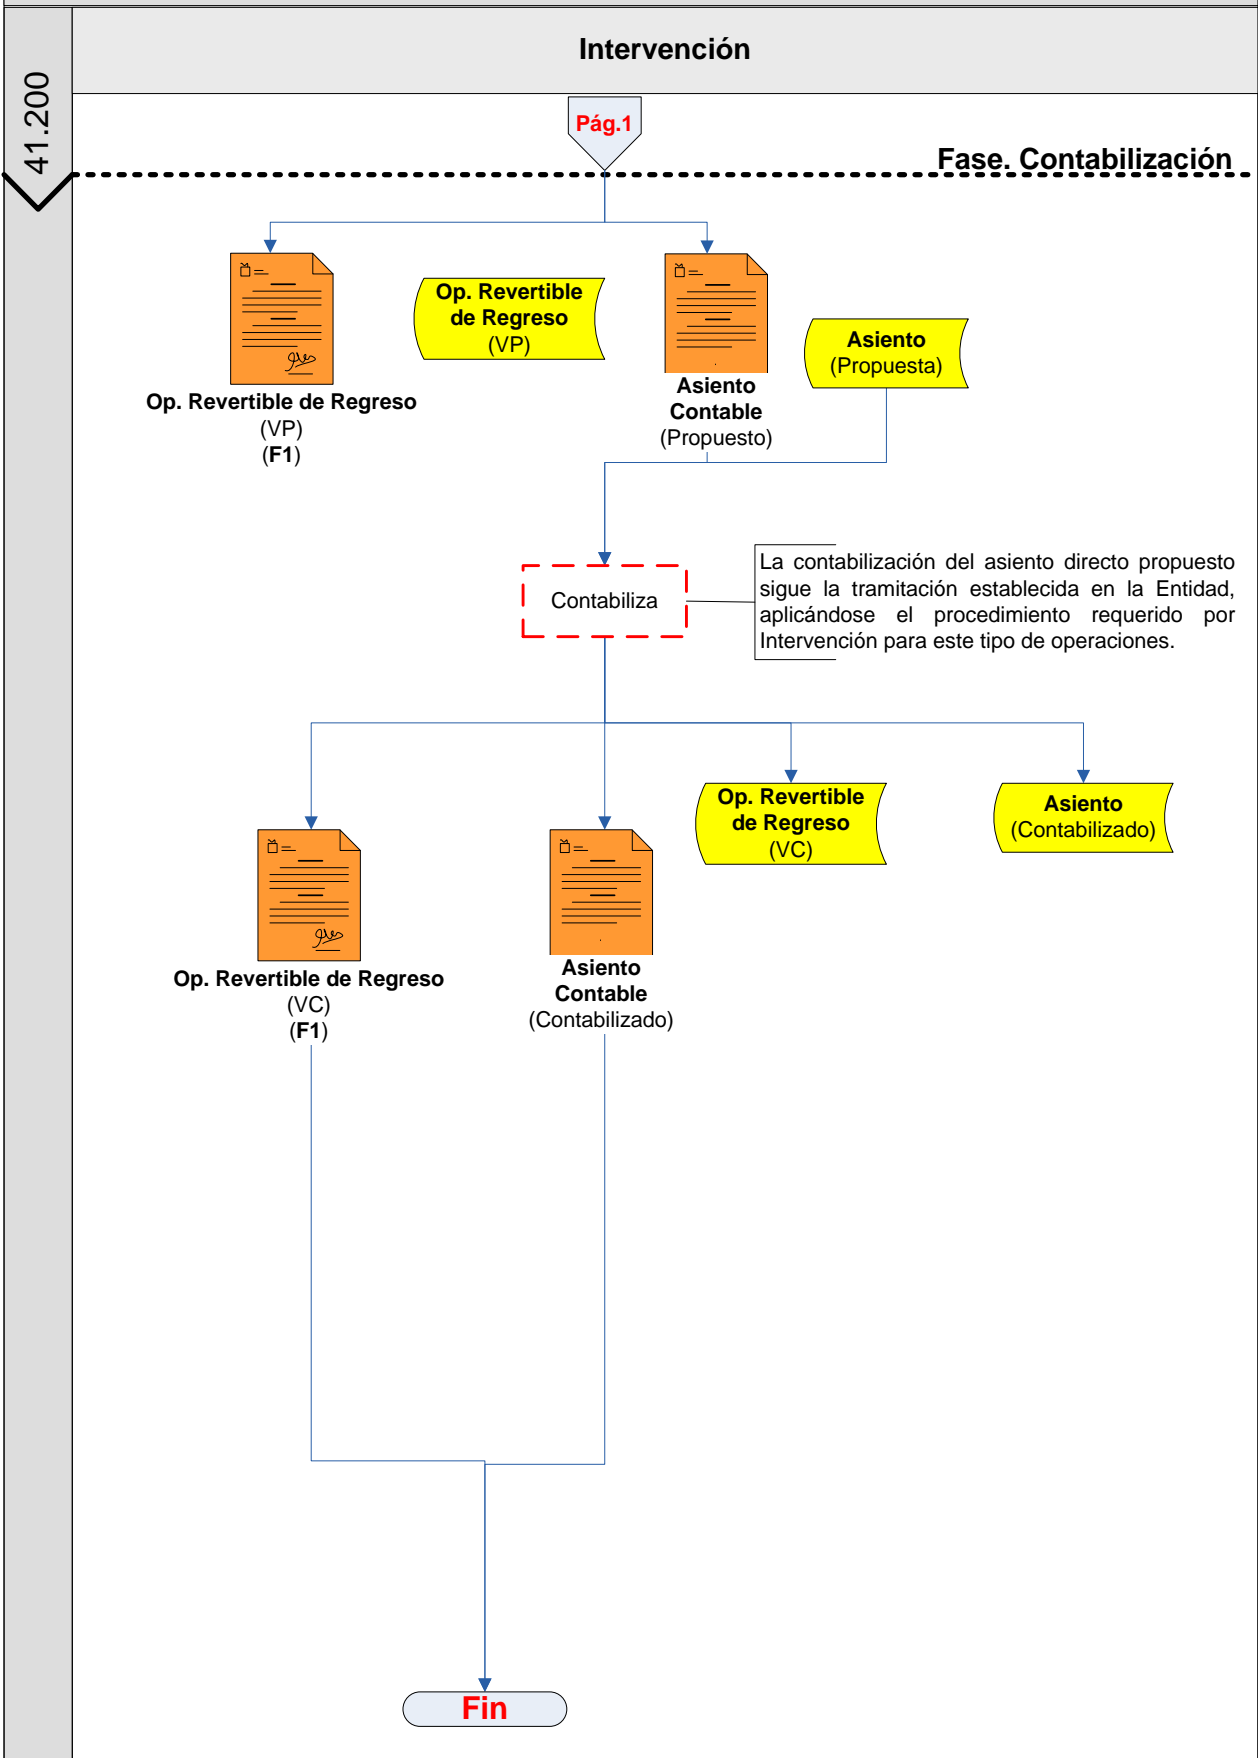 41.200
Intervención
Pág.1
Fase. Contabilización
Op. Revertible de Regreso
(VP)
(F1)
Op. Revertible
de Regreso
(VP)
Asiento
Contable
(Propuesto)
Asiento
(Propuesta)
Contabiliza
La contabilización del asiento directo propuesto
sigue la tramitación establecida en la Entidad,
aplicándose el procedimiento requerido por
Intervención para este tipo de operaciones.
Op. Revertible de Regreso
(VC)
(F1)
Asiento
Contable
(Contabilizado)
Op. Revertible
de Regreso
(VC)
Asiento
(Contabilizado)
Fin